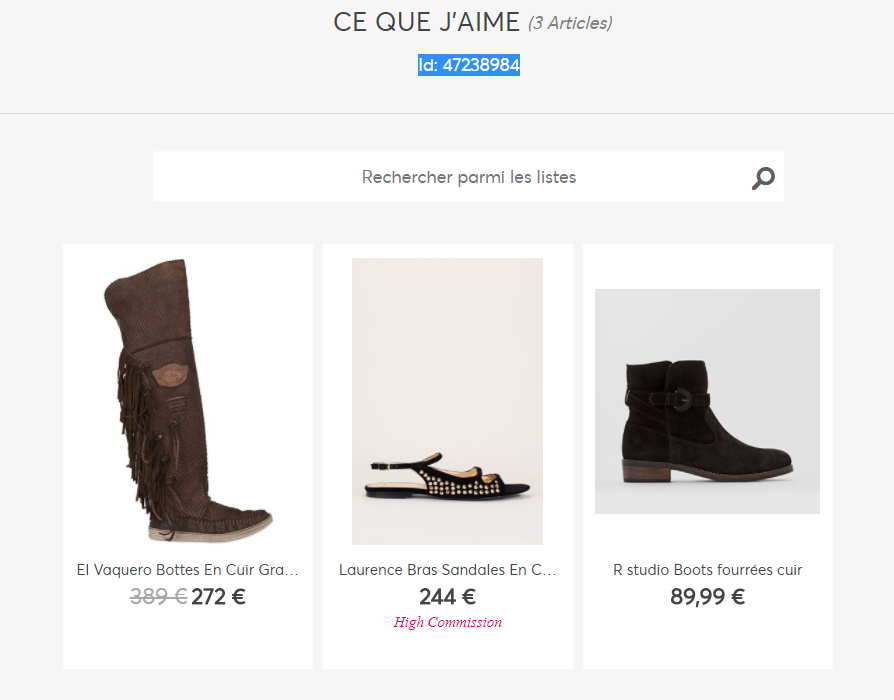 CE QUE J'AIME (3 Articles)
Id: 47238984
Rechercher parmi les listes
El Vaquero Bottes En Cuir Gra...
389 € 272 €
Laurence Bras Sandales En C...
244 €
High Commission
R studio Boots fourrées cuir
89,99 €